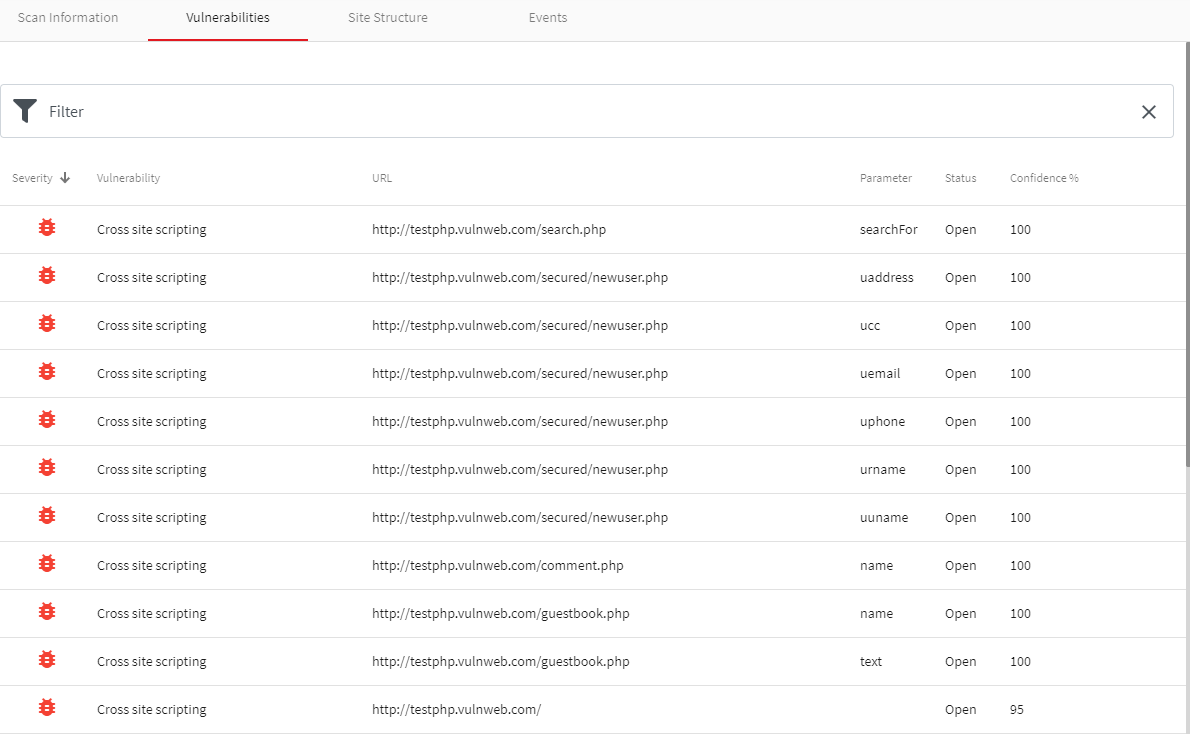 Scan Information Vulnerabilities Site Structure Events
Filter
Severity Vulnerability URL Parameter Status Confidence %
Cross site scripting http://testphp.vulnweb.com/search.php searchFor Open 100
Cross site scripting http://testphp.vulnweb.com/secured/newuser.php uaddress Open 100
Cross site scripting http://testphp.vulnweb.com/secured/newuser.php ucc Open 100
Cross site scripting http://testphp.vulnweb.com/secured/newuser.php uemail Open 100
Cross site scripting http://testphp.vulnweb.com/secured/newuser.php uphone Open 100
Cross site scripting http://testphp.vulnweb.com/secured/newuser.php urname Open 100
Cross site scripting http://testphp.vulnweb.com/secured/newuser.php uuname Open 100
Cross site scripting http://testphp.vulnweb.com/comment.php name Open 100
Cross site scripting http://testphp.vulnweb.com/guestbook.php name Open 100
Cross site scripting http://testphp.vulnweb.com/guestbook.php text Open 100
Cross site scripting http://testphp.vulnweb.com/ Open 95